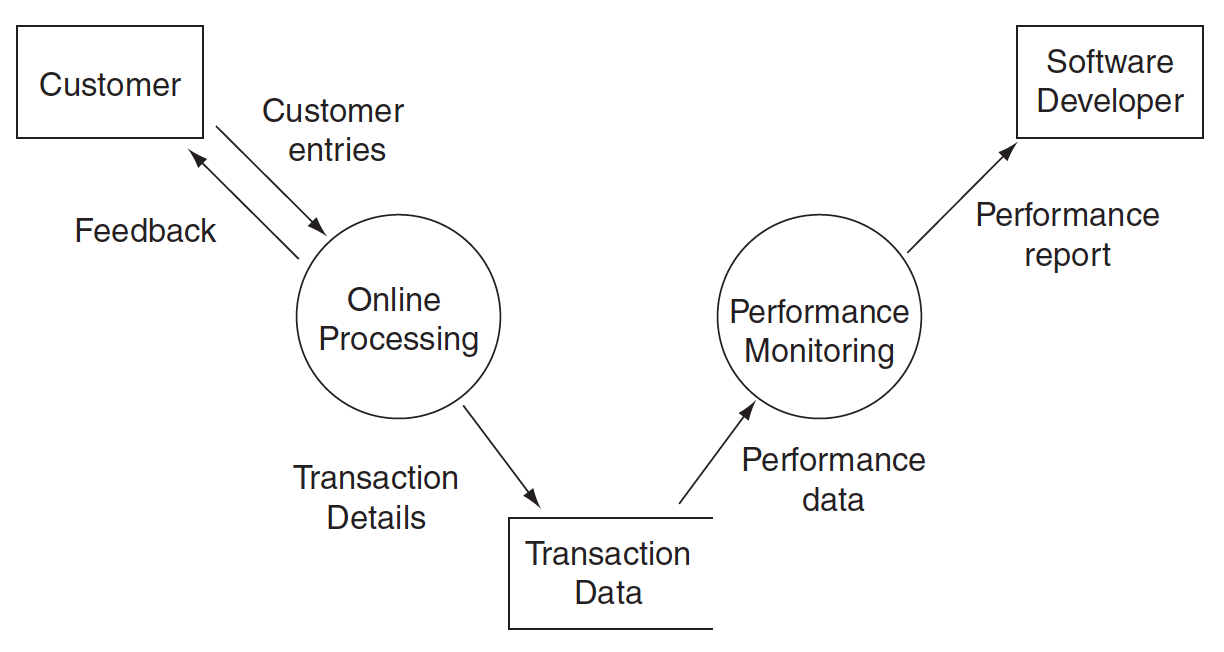 Customer
Customer
entries
Feedback
Online
Processing
Transaction
Details
Transaction
Data
Performance
data
Performance
Monitoring
Performance
report
Software
Developer